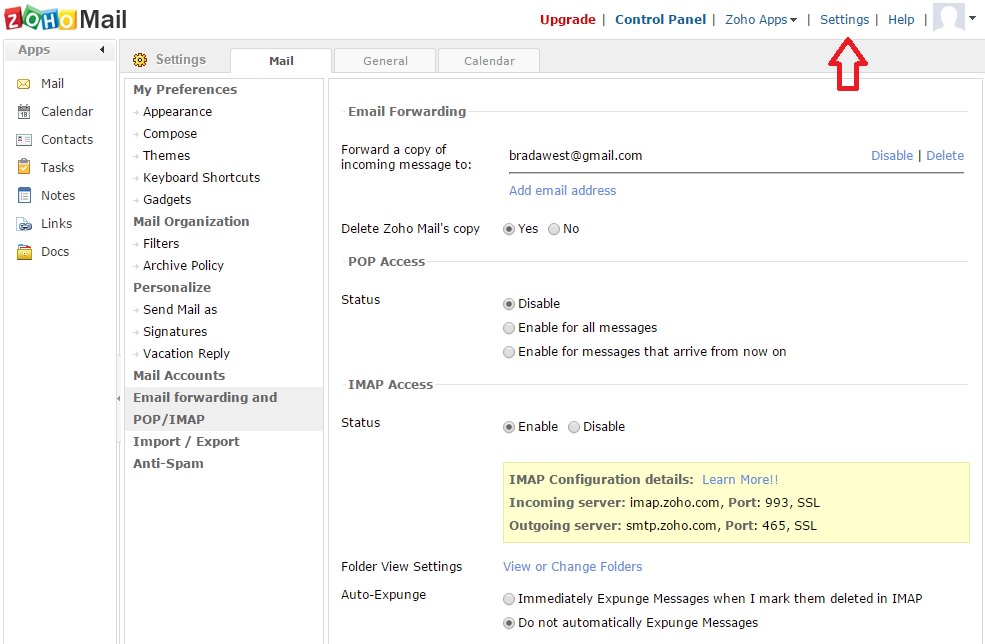 ZOHO Mail
Upgrade | Control Panel | Zoho Apps | Settings | Help |
Apps
Mail
Calendar
Contacts
Tasks
Notes
Links
Docs
Settings
Mail
General
Calendar
My Preferences
Appearance
Compose
Themes
Keyboard Shortcuts
Gadgets
Mail Organization
Filters
Archive Policy
Personalize
Send Mail as
Signatures
Vacation Reply
Mail Accounts
Email forwarding and
POP/IMAP
Import / Export
Anti-Spam
Email Forwarding
Forward a copy of
incoming message to:
bradawest@gmail.com
Disable | Delete
Add email address
Delete Zoho Mail's copy
Yes No
POP Access
Status
Disable
Enable for all messages
Enable for messages that arrive from now on
IMAP Access
Status
Enable Disable
IMAP Configuration details: Learn More!!
Incoming server: imap.zoho.com, Port: 993, SSL
Outgoing server: smtp.zoho.com, Port: 465, SSL
Folder View Settings
View or Change Folders
Auto-Expunge
Immediately Expunge Messages when I mark them deleted in IMAP
Do not automatically Expunge Messages